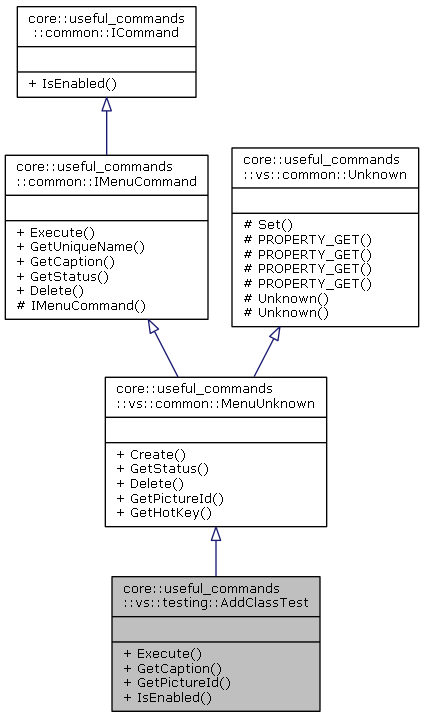 core::useful_commands
::common::ICommand
+ IsEnabled()
core::useful_commands
::common::IMenuCommand
+ Execute()
+ GetUniqueName()
+ GetCaption()
+ GetStatus()
+ Delete()
# IMenuCommand()
core::useful_commands
::vs::common::Unknown
# Set()
# PROPERTY_GET()
# PROPERTY_GET()
# PROPERTY_GET()
# PROPERTY_GET()
# Unknown()
# Unknown()
core::useful_commands
::vs::common::MenuUnknown
+ Create()
+ GetStatus()
+ Delete()
+ GetPictureId()
+ GetHotKey()
core::useful_commands
::vs::testing::AddClassTest
+ Execute()
+ GetCaption()
+ GetPictureId()
+ IsEnabled()